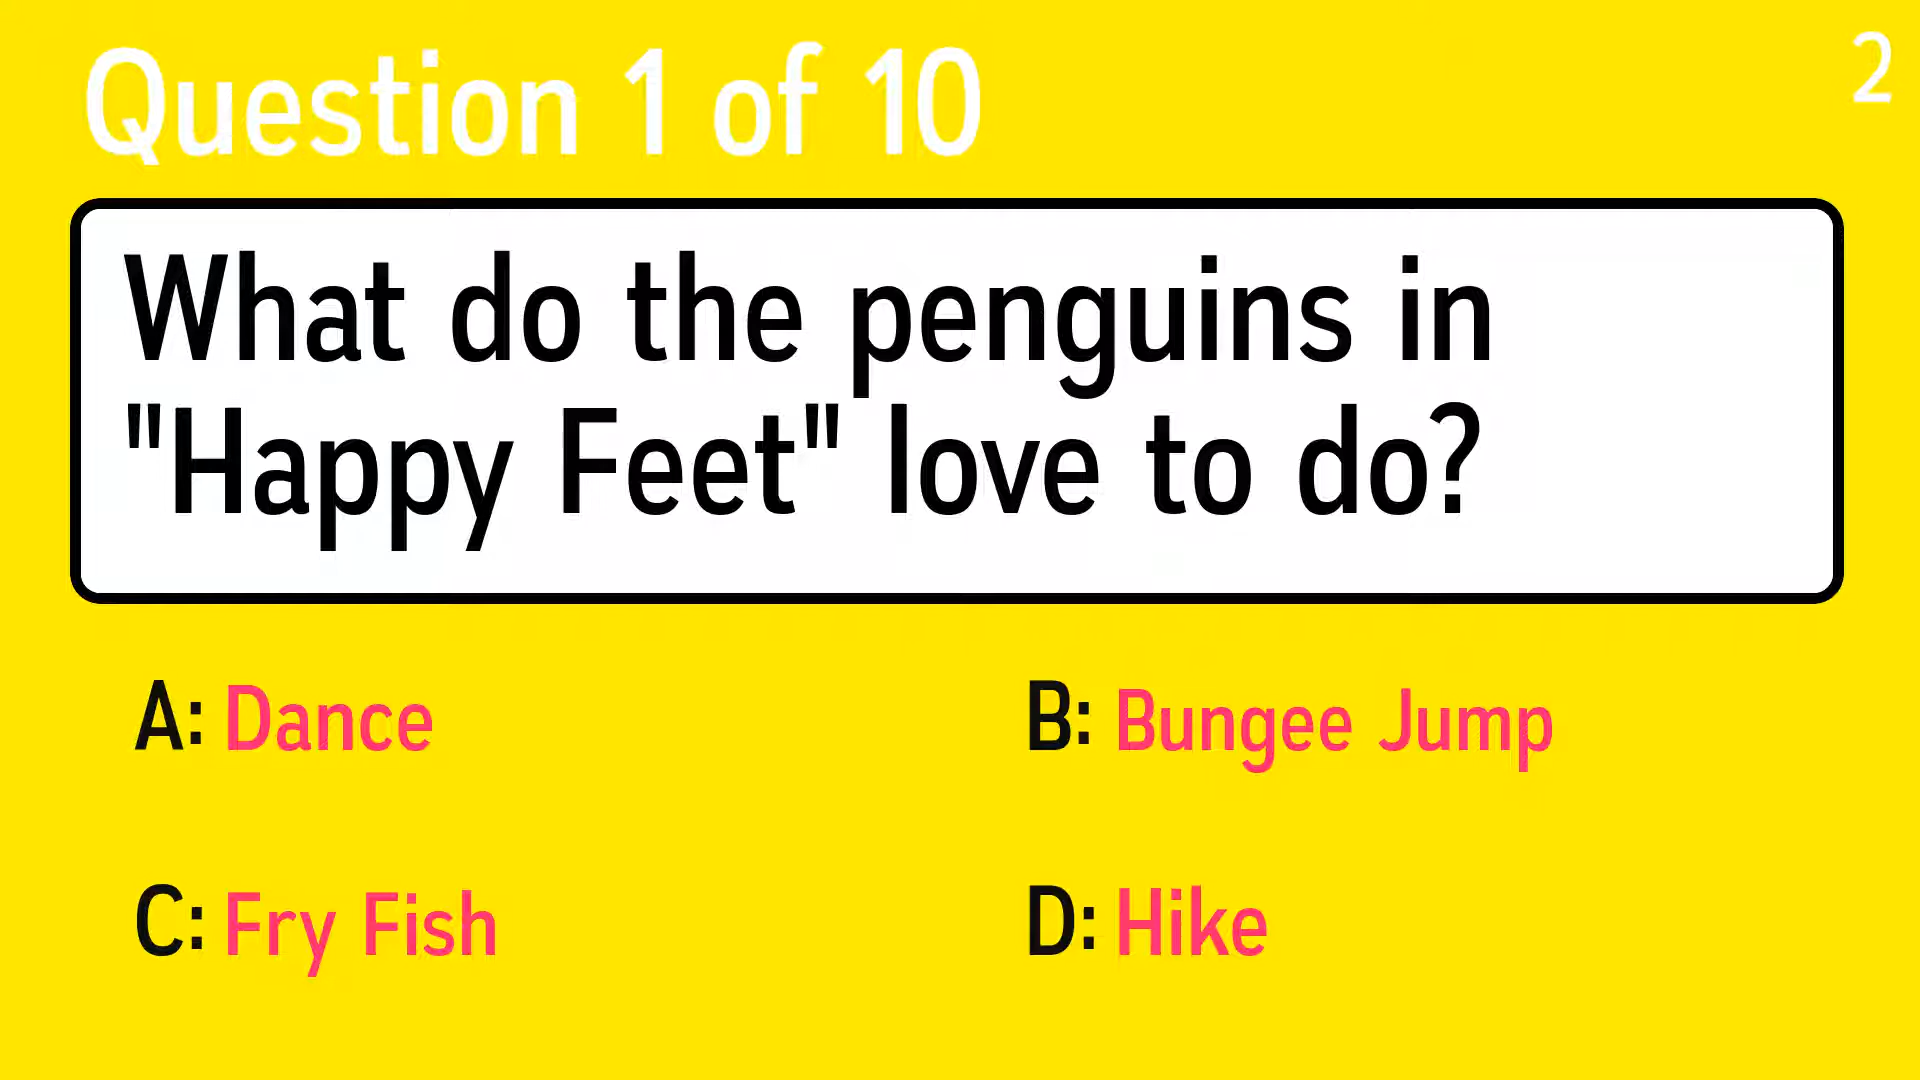 Question 1 of 10
2
What do the penguins in
"Happy Feet" love to do?
A: Dance
B: Bungee Jump
C: Fry Fish
D: Hike